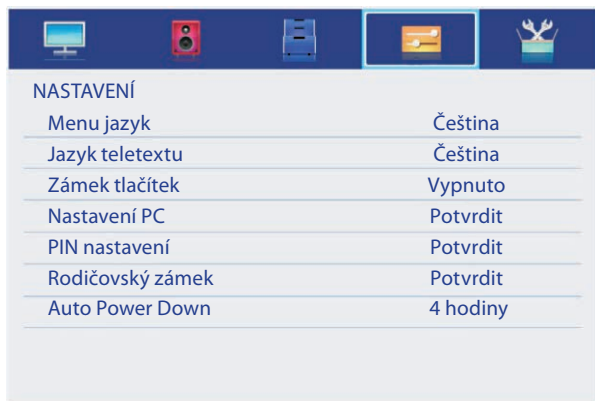 NASTAVENÍ
Menu jazyk Čeština
Jazyk teletextu Čeština
Zámek tlačítek Vypnuto
Nastavení PC Potvrdit
PIN nastavení Potvrdit
Rodičovský zámek Potvrdit
Auto Power Down 4 hodiny